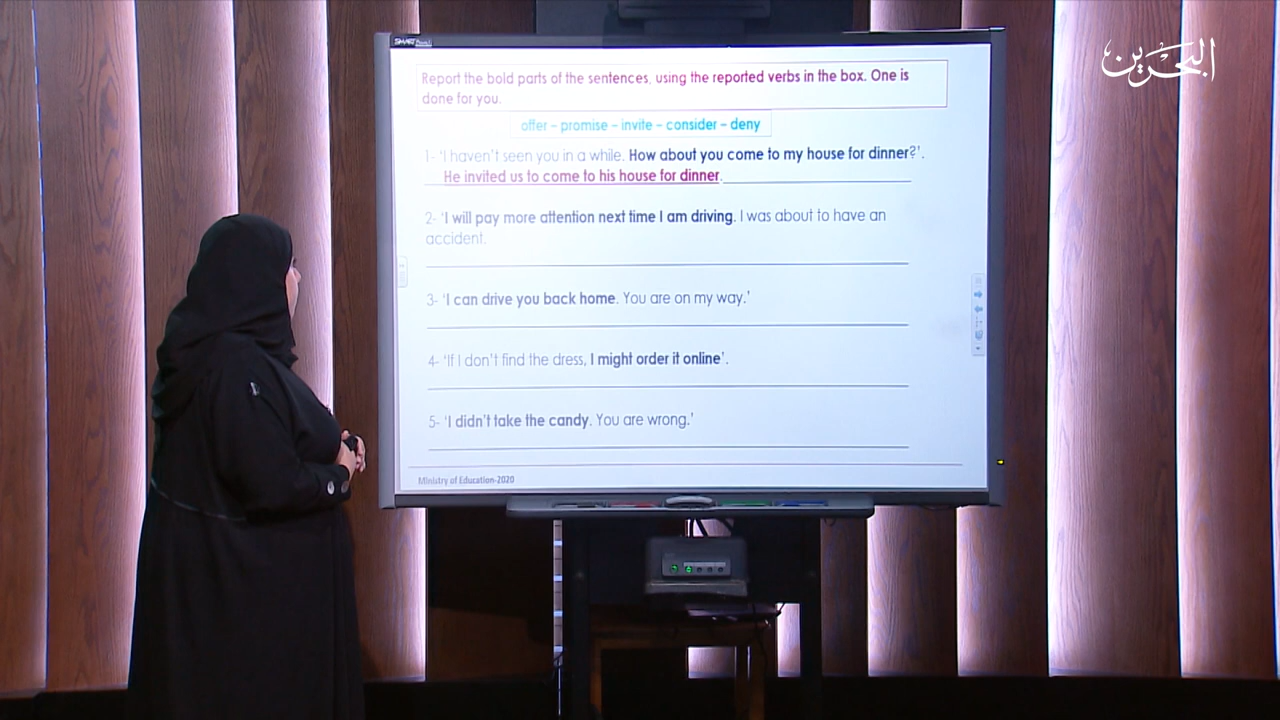 البحرين
SMART Board
Report the bold parts of the sentences, using the reported verbs in the box. One is
done for you.
offer – promise – invite – consider – deny
1- 'I haven't seen you in a while. How about you come to my house for dinner?'.
He invited us to come to his house for dinner.
2- 'I will pay more attention next time I am driving. I was about to have an
accident.
3- 'I can drive you back home. You are on my way.'
4- 'If I don't find the dress, I might order it online'.
5- 'I didn't take the candy. You are wrong.'
Ministry of Education-2020